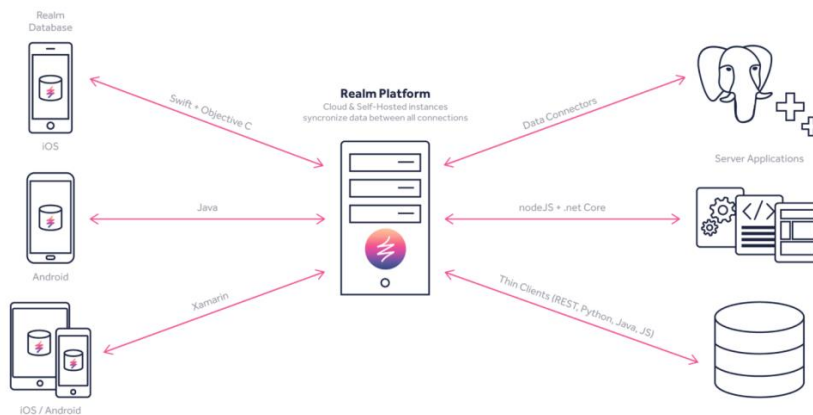 Realm
Database
iOS
Swift + Objective C
Java
Android
Xamarin
iOS / Android
Realm Platform
Cloud & Self-Hosted instances
syncronize data between all connections
Data Connectors
Server Applications
nodeJS + .net Core
</>
Thin Clients (REST, Python, Java, JS)